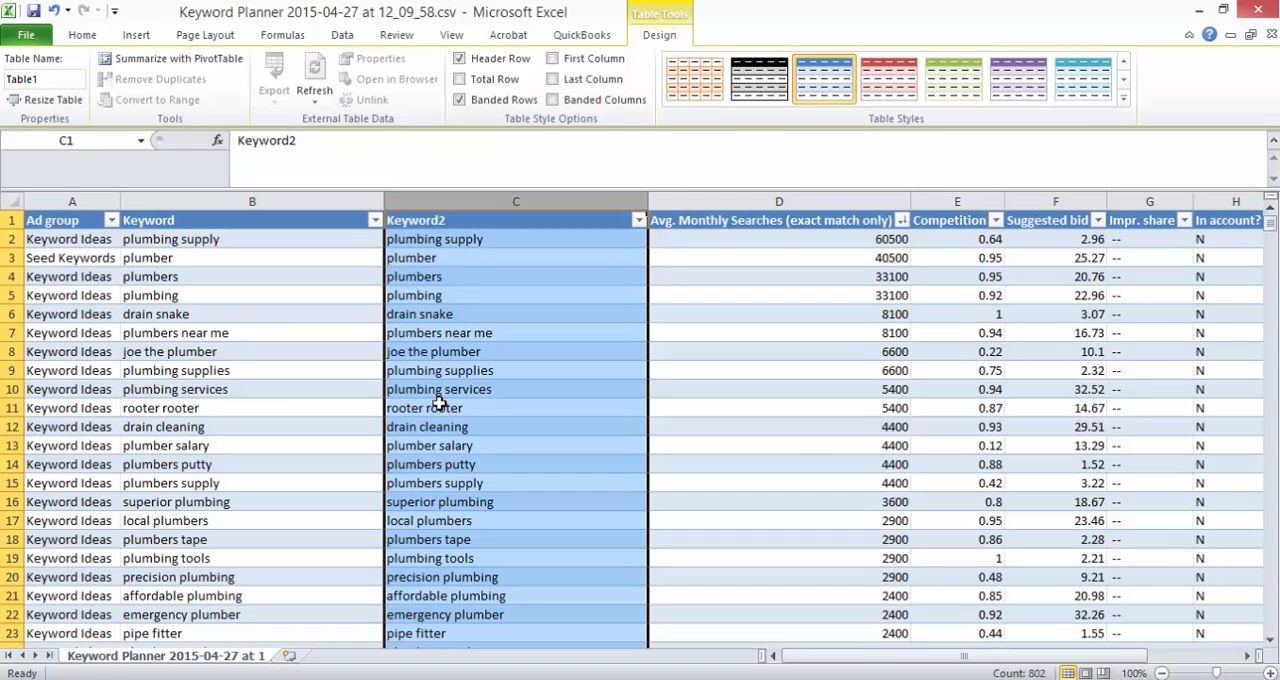 Keyword Planner 2015-04-27 at 12_09_58.csv - Microsoft Excel
Table Tools
File Home Insert Page Layout Formulas Data Review View Acrobat QuickBooks Design
Table Name:
Table
Resize Table
Properties
Summarize with PivotTable
Remove Duplicates
Convert to Range
Tools
Export
Refresh
Properties
Open in Browser
Unlink
External Table Data
Header Row First Column
Total Row Last Column
Banded Rows Banded Columns
Table Style Options
Table Styles
C1 fx Keyword2
A B C D E F G H
1 Ad group Keyword Keyword2 Avg. Monthly Searches (exact match only) Competition Suggested bid Impr. share In account?
2 Keyword Ideas plumbing supply plumbing supply 60500 0.64 2.96 -- N
3 Seed Keywords plumber plumber 40500 0.95 25.27 -- N
4 Keyword Ideas plumbers plumbers 33100 0.95 20.76 -- N
5 Keyword Ideas plumbing plumbing 33100 0.92 22.96 -- N
6 Keyword Ideas drain snake drain snake 8100 1 3.07 -- N
7 Keyword Ideas plumbers near me plumbers near me 8100 0.94 16.73 -- N
8 Keyword Ideas joe the plumber joe the plumber 6600 0.22 10.1 -- N
9 Keyword Ideas plumbing supplies plumbing supplies 6600 0.75 2.32 -- N
10 Keyword Ideas plumbing services plumbing services 5400 0.94 32.52 -- N
11 Keyword Ideas rooter rooter rooter rooter 5400 0.87 14.67 -- N
12 Keyword Ideas drain cleaning drain cleaning 4400 0.93 29.51 -- N
13 Keyword Ideas plumber salary plumber salary 4400 0.12 13.29 -- N
14 Keyword Ideas plumbers putty plumbers putty 4400 0.88 1.52 -- N
15 Keyword Ideas plumbers supply plumbers supply 4400 0.42 3.22 -- N
16 Keyword Ideas superior plumbing superior plumbing 3600 0.8 18.67 -- N
17 Keyword Ideas local plumbers local plumbers 2900 0.95 23.46 -- N
18 Keyword Ideas plumbers tape plumbers tape 2900 0.86 2.28 -- N
19 Keyword Ideas plumbing tools plumbing tools 2900 1 2.21 -- N
20 Keyword Ideas precision plumbing precision plumbing 2900 0.48 9.21 -- N
21 Keyword Ideas affordable plumbing affordable plumbing 2400 0.85 20.98 -- N
22 Keyword Ideas emergency plumber emergency plumber 2400 0.92 32.26 -- N
23 Keyword Ideas pipe fitter pipe fitter 2400 0.44 1.55 -- N
Keyword Planner 2015-04-27 at 1
Ready Count: 802 100%